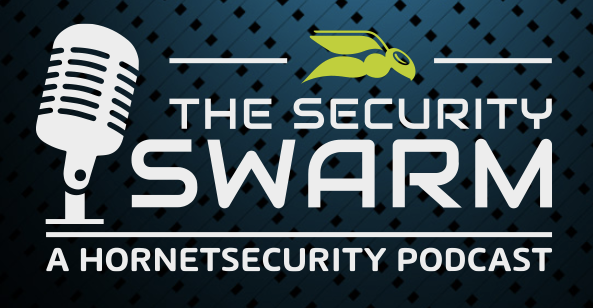 THE SECURITY
SWARM
A HORNETSECURITY PODCAST